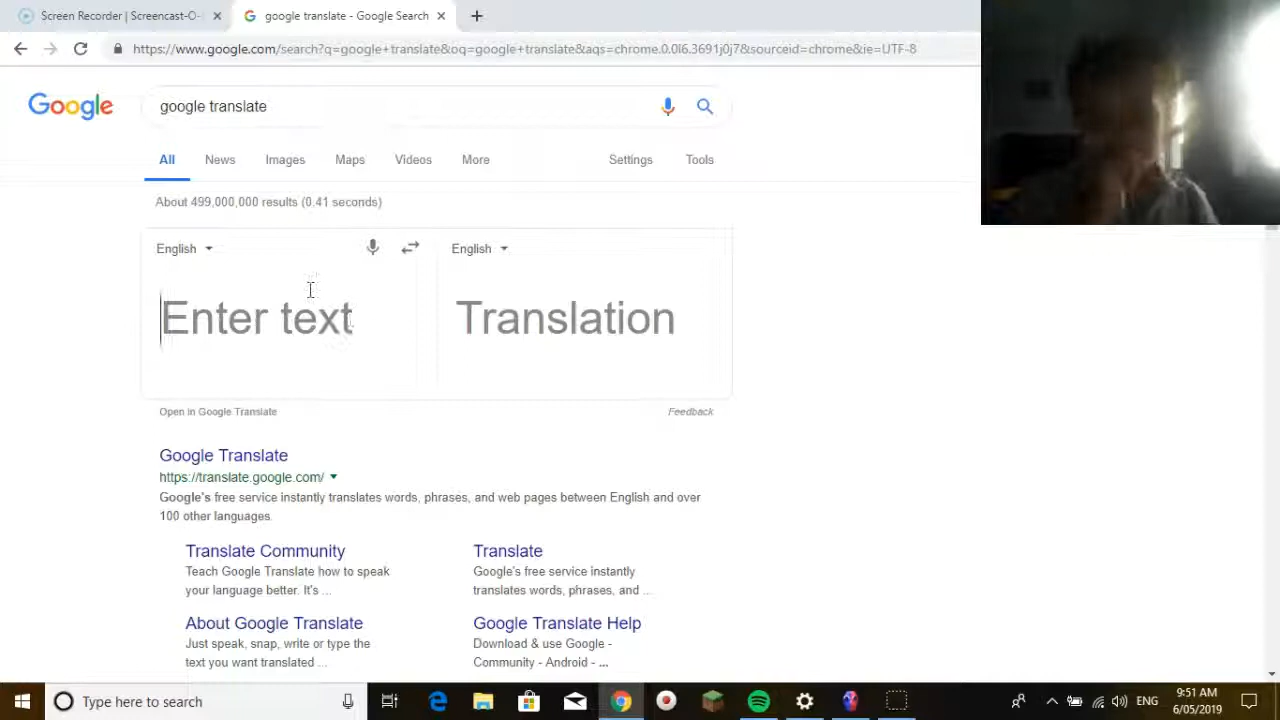 Screen Recorder | Screencast-O-
google translate - Google Search
https://www.google.com/search?q=google+translate&oq=google+translate&aqs=chrome.0.0l6.3691j0j7&sourceid=chrome&ie=UTF-8
Google
google translate
All News Images Maps Videos More Settings Tools
About 499,000,000 results (0.41 seconds)
English English
Enter text Translation
Open in Google Translate Feedback
Google Translate
https://translate.google.com/
Google's free service instantly translates words, phrases, and web pages between English and over
100 other languages.
Translate Community
Teach Google Translate how to speak
your language better. It's ...
Translate
Google's free service instantly
translates words, phrases, and ...
About Google Translate
Just speak, snap, write or type the
text you want translated ...
Google Translate Help
Download & use Google -
Community - Android - ...
Type here to search
ENG
9:51 AM
6/05/2019